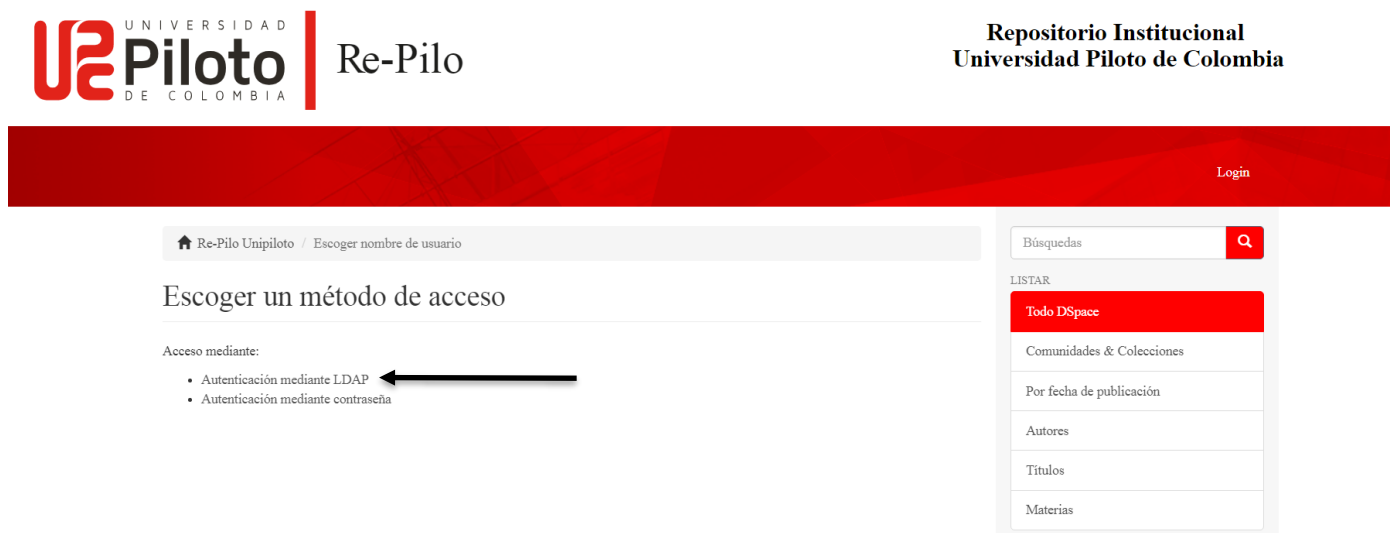 UNIVERSIDAD
Piloto
DE COLOMBIA
Re-Pilo
Repositorio Institucional
Universidad Piloto de Colombia
Login
Re-Pilo Unipiloto / Escoger nombre de usuario
Escoger un método de acceso
Acceso mediante:
• Autenticación mediante LDAP
• Autenticación mediante contraseña
Búsquedas
LISTAR
Todo DSpace
Comunidades & Colecciones
Por fecha de publicación
Autores
Títulos
Materias